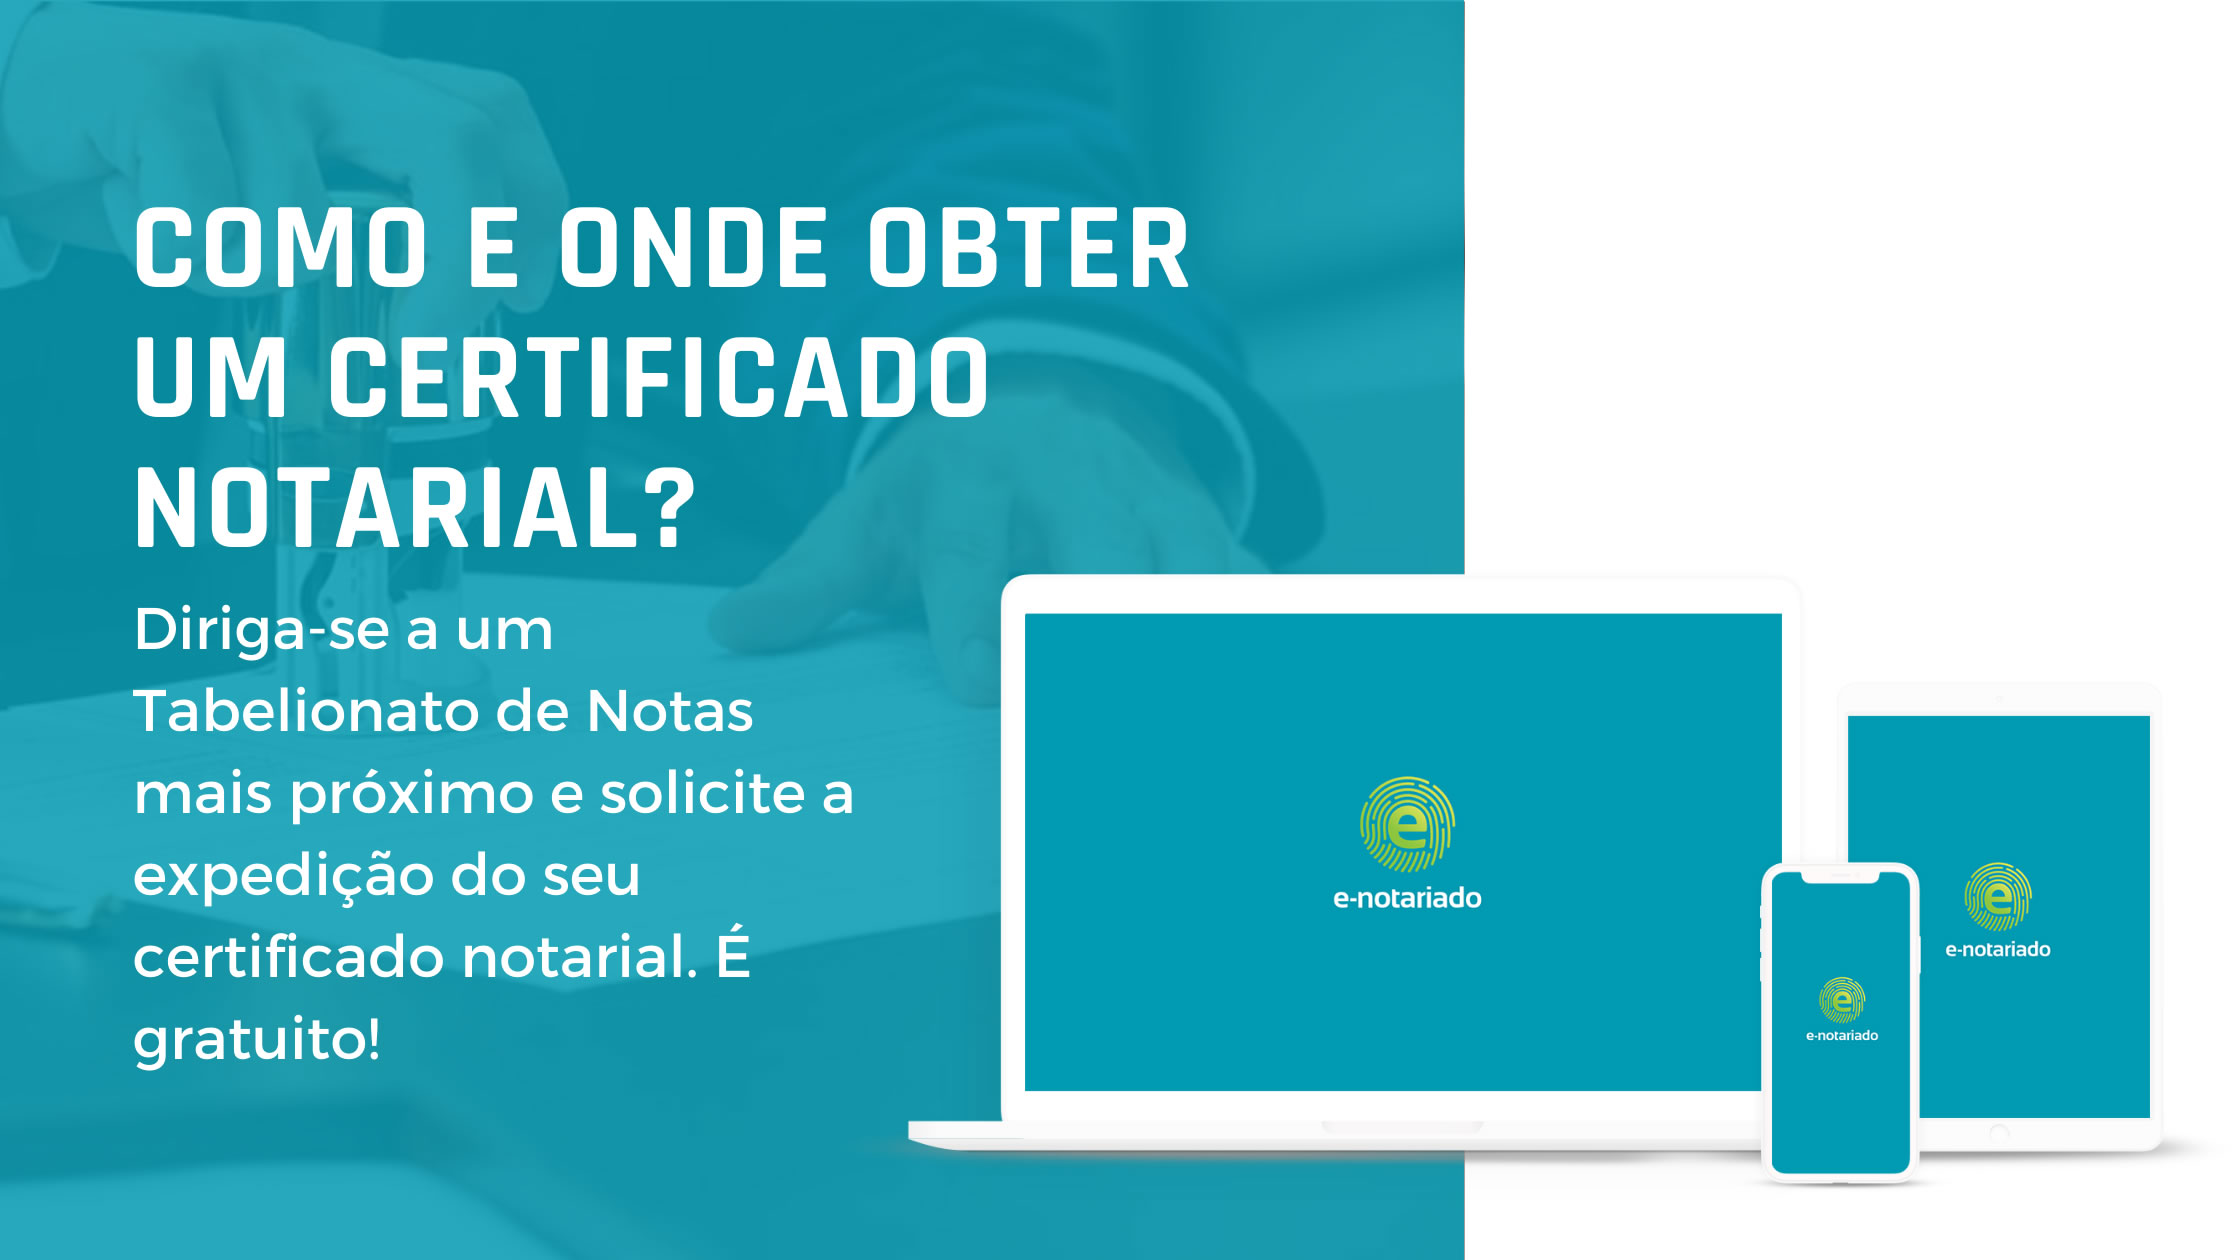 COMO E ONDE OBTER
UM CERTIFICADO
NOTARIAL?
Diriga-se a um
Tabelionato de Notas
mais próximo e solicite a
expedição do seu
certificado notarial. É
gratuito!
e
e-notariado
e
e-notariado
e
e-notariado